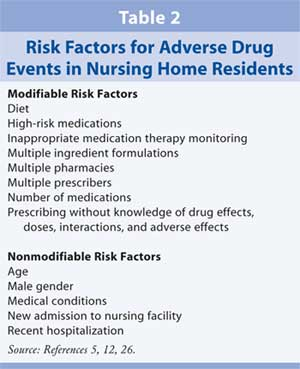 Table 2
Risk Factors for Adverse Drug
Events in Nursing Home Residents
Modifiable Risk Factors
Diet
High-risk medications
Inappropriate medication therapy monitoring
Multiple ingredient formulations
Multiple pharmacies
Multiple prescribers
Number of medications
Prescribing without knowledge of drug effects,
doses, interactions, and adverse effects
Nonmodifiable Risk Factors
Age
Male gender
Medical conditions
New admission to nursing facility
Recent hospitalization
Source: References 5, 12, 26.